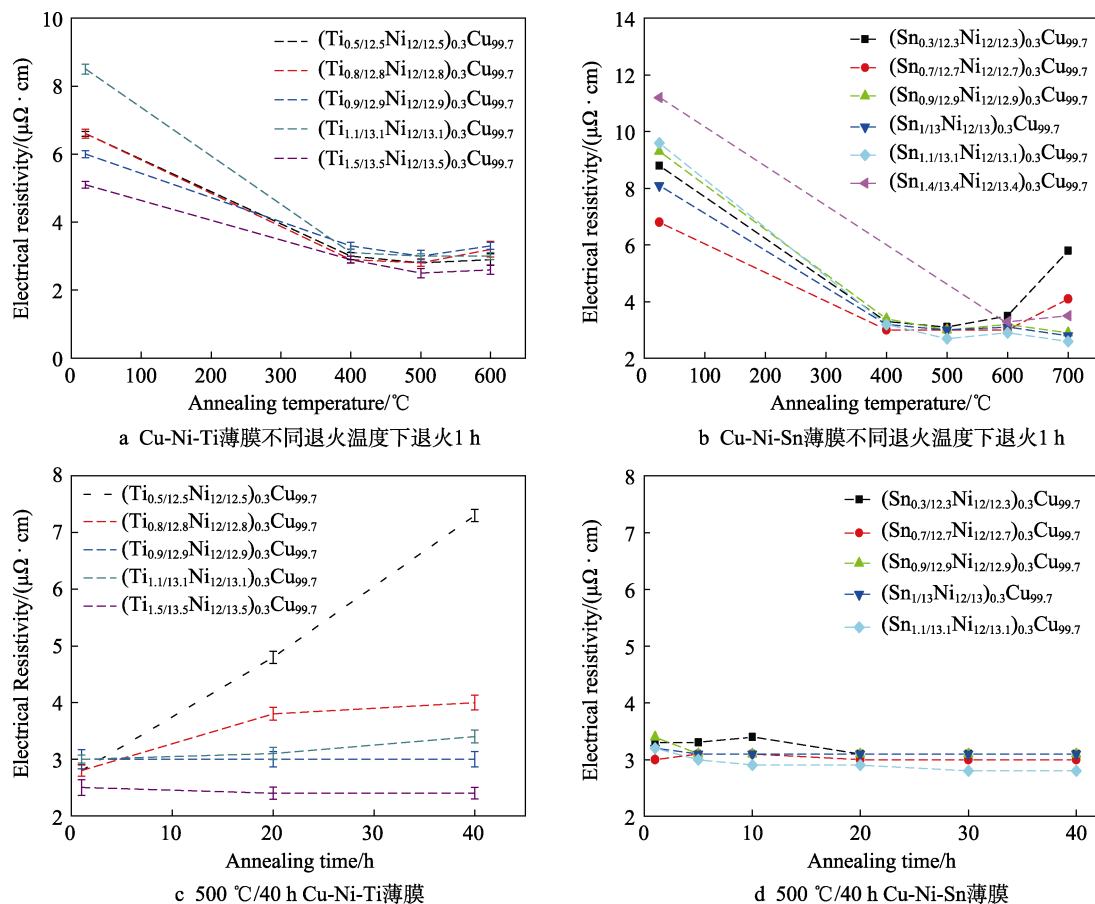 10
8
6
4
2
0
Electrical resistivity/(μΩ · cm)
(Ti0.5/12.5Ni12/12.5)0.3Cu99.7
(Ti0.8/12.8Ni12/12.8)0.3Cu99.7
(Ti0.9/12.9Ni12/12.9)0.3Cu99.7
(Ti1.1/13.1Ni12/13.1)0.3Cu99.7
(Ti1.5/13.5Ni12/13.5)0.3Cu99.7
0 100 200 300 400 500 600
Annealing temperature/℃
a Cu-Ni-Ti薄膜不同退火温度下退火1 h
14
12
10
8
6
4
2
Electrical resistivity/(μΩ · cm)
(Sn0.3/12.3Ni12/12.3)0.3Cu99.7
(Sn0.7/12.7Ni12/12.7)0.3Cu99.7
(Sn0.9/12.9Ni12/12.9)0.3Cu99.7
(Sn1/13Ni12/13)0.3Cu99.7
(Sn1.1/13.1Ni12/13.1)0.3Cu99.7
(Sn1.4/13.4Ni12/13.4)0.3Cu99.7
0 100 200 300 400 500 600 700
Annealing temperature/℃
b Cu-Ni-Sn薄膜不同退火温度下退火1 h
8
7
6
5
4
3
2
Electrical Resistivity/(μΩ · cm)
(Ti0.5/12.5Ni12/12.5)0.3Cu99.7
(Ti0.8/12.8Ni12/12.8)0.3Cu99.7
(Ti0.9/12.9Ni12/12.9)0.3Cu99.7
(Ti1.1/13.1Ni12/13.1)0.3Cu99.7
(Ti1.5/13.5Ni12/13.5)0.3Cu99.7
0 10 20 30 40
Annealing time/h
c 500 ℃/40 h Cu-Ni-Ti薄膜
8
7
6
5
4
3
2
Electrical resistivity/(μΩ · cm)
(Sn0.3/12.3Ni12/12.3)0.3Cu99.7
(Sn0.7/12.7Ni12/12.7)0.3Cu99.7
(Sn0.9/12.9Ni12/12.9)0.3Cu99.7
(Sn1/13Ni12/13)0.3Cu99.7
(Sn1.1/13.1Ni12/13.1)0.3Cu99.7
0 10 20 30 40
Annealing time/h
d 500 ℃/40 h Cu-Ni-Sn薄膜